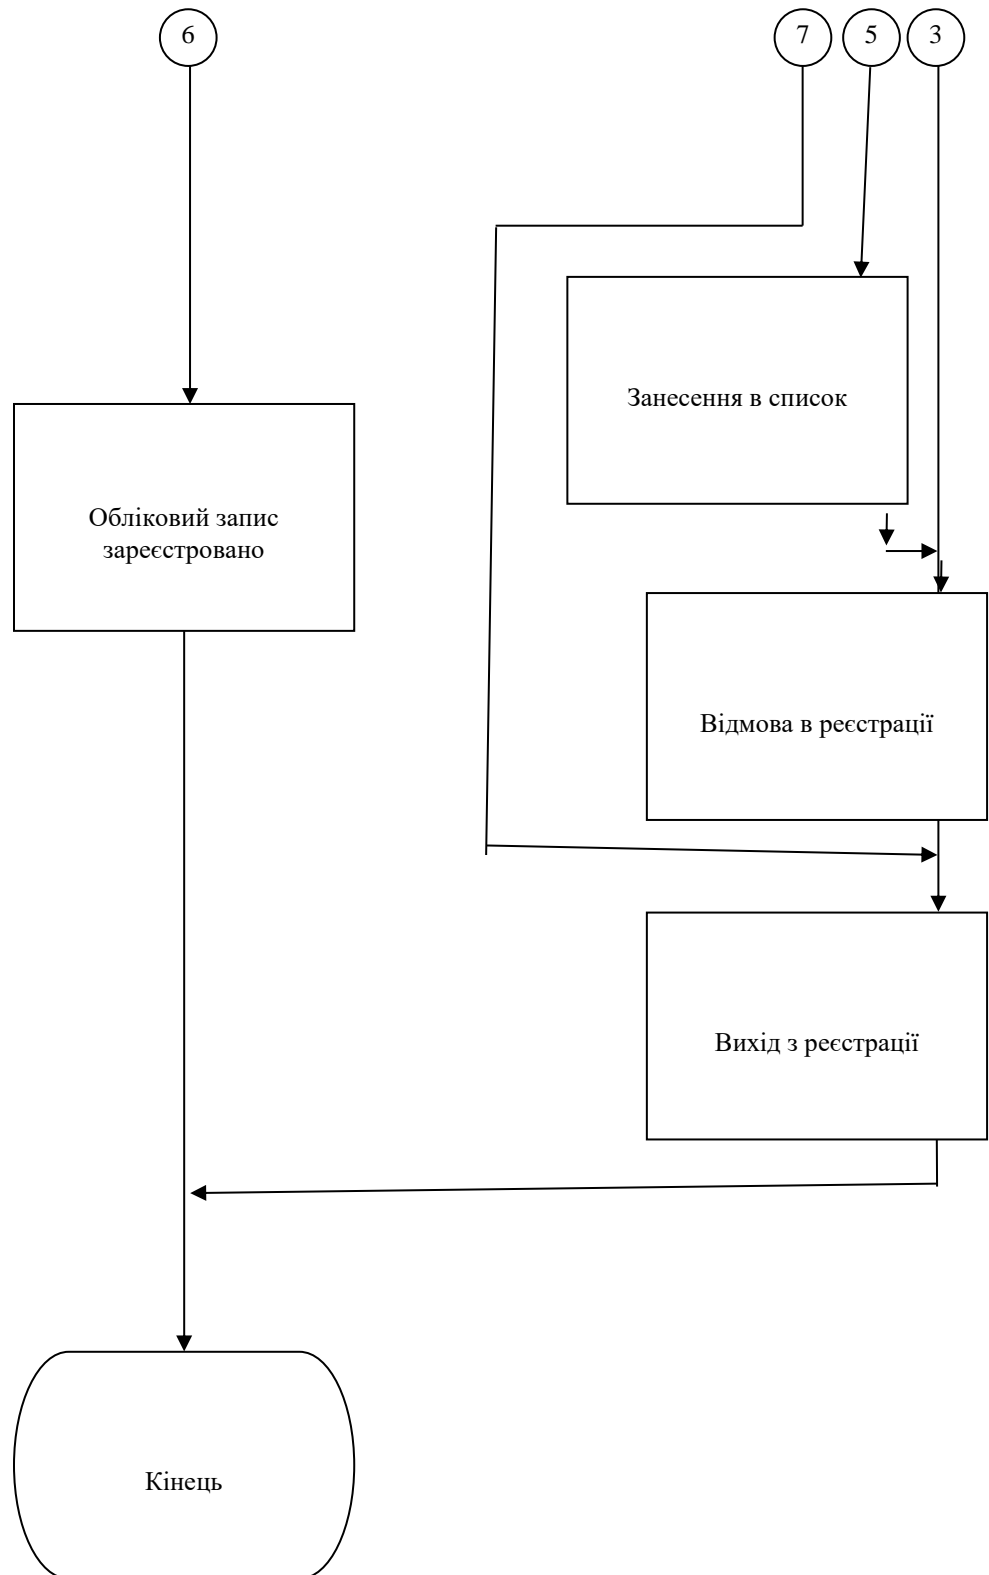 6
7 5 3
Занесення в список
Обліковий запис
зареєстровано
Відмова в реєстрації
Вихід з реєстрації
Кінець